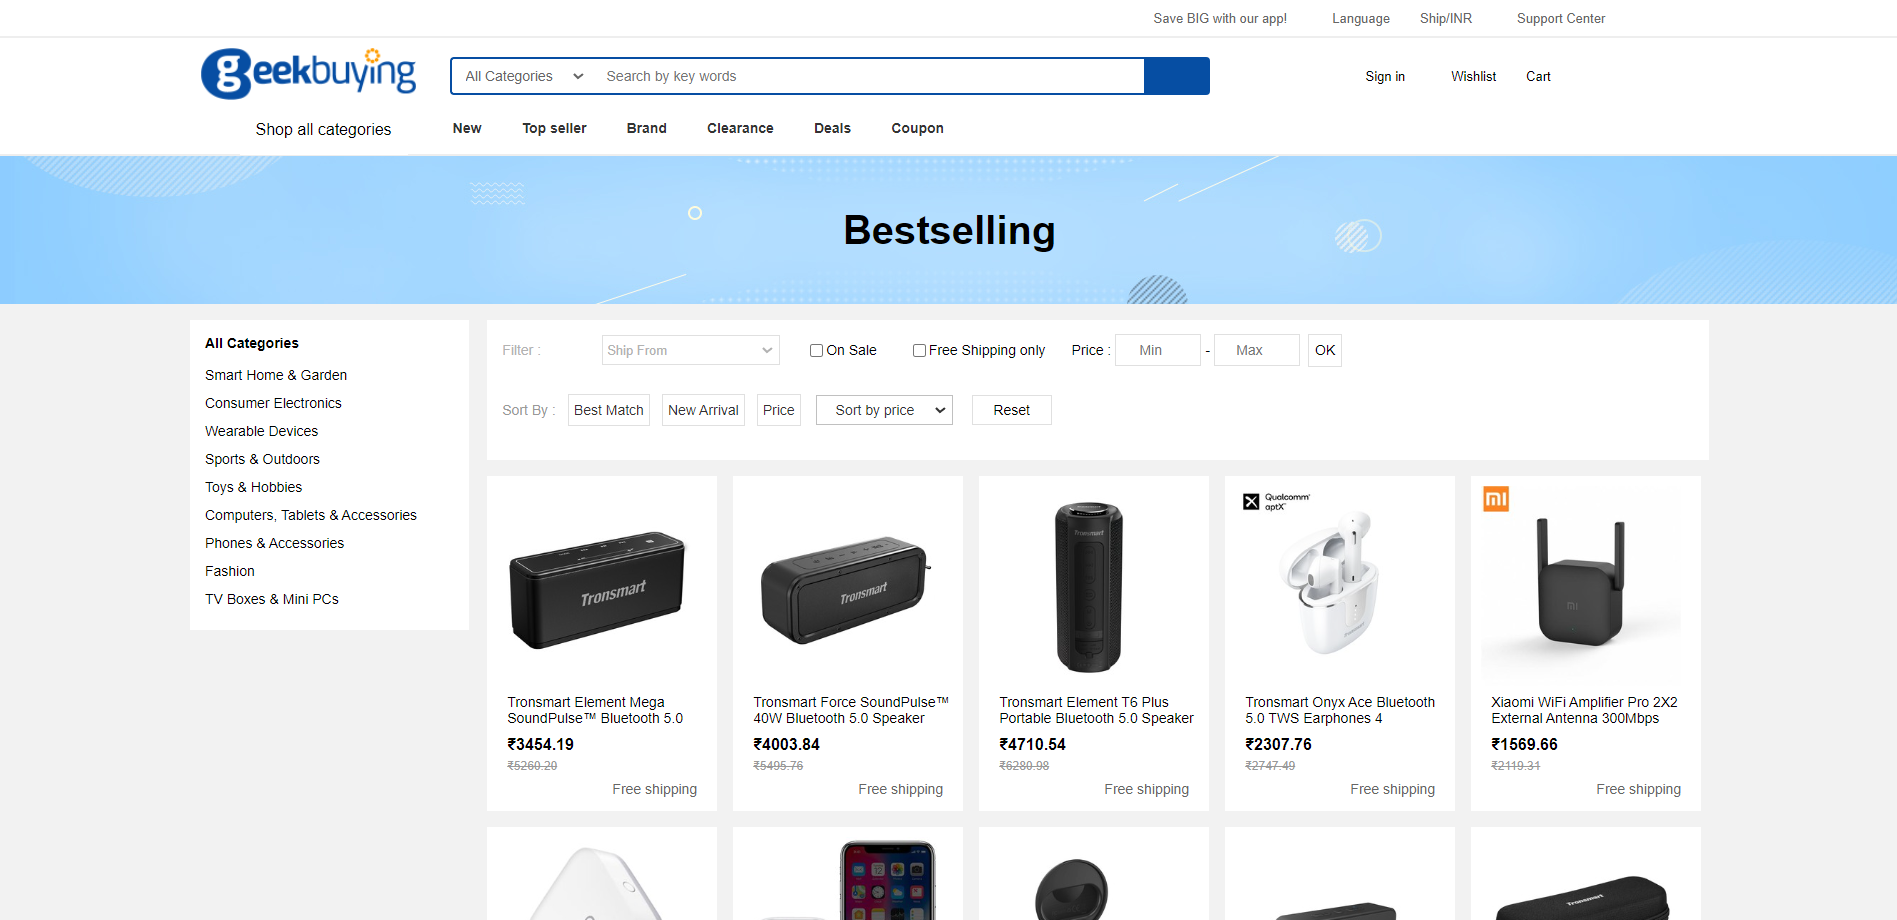 Save BIG with our app!
Language
Ship/INR
Support Center
geekbuying
All Categories
Search by key words
Sign in
Wishlist
Cart
Shop all categories
New
Top seller
Brand
Clearance
Deals
Coupon
Bestselling
All Categories
Smart Home & Garden
Consumer Electronics
Wearable Devices
Sports & Outdoors
Toys & Hobbies
Computers, Tablets & Accessories
Phones & Accessories
Fashion
TV Boxes & Mini PCs
Filter :
Ship From
On Sale
Free Shipping only
Price :
Min
-
Max
OK
Sort By :
Best Match
New Arrival
Price
Sort by price
Reset
Tronsmart
Tronsmart Element Mega
SoundPulse™ Bluetooth 5.0
₹3454.19
₹5260.20
Free shipping
Tronsmart
Tronsmart Force SoundPulse™
40W Bluetooth 5.0 Speaker
₹4003.84
₹5495.76
Free shipping
Tronsmart
Tronsmart Element T6 Plus
Portable Bluetooth 5.0 Speaker
₹4710.54
₹6280.98
Free shipping
Qualcomm
aptX
Tronsmart
Tronsmart Onyx Ace Bluetooth
5.0 TWS Earphones 4
₹2307.76
₹2747.49
Free shipping
mi
mi
Xiaomi WiFi Amplifier Pro 2X2
External Antenna 300Mbps
₹1569.66
₹2119.31
Free shipping
Tronsmart